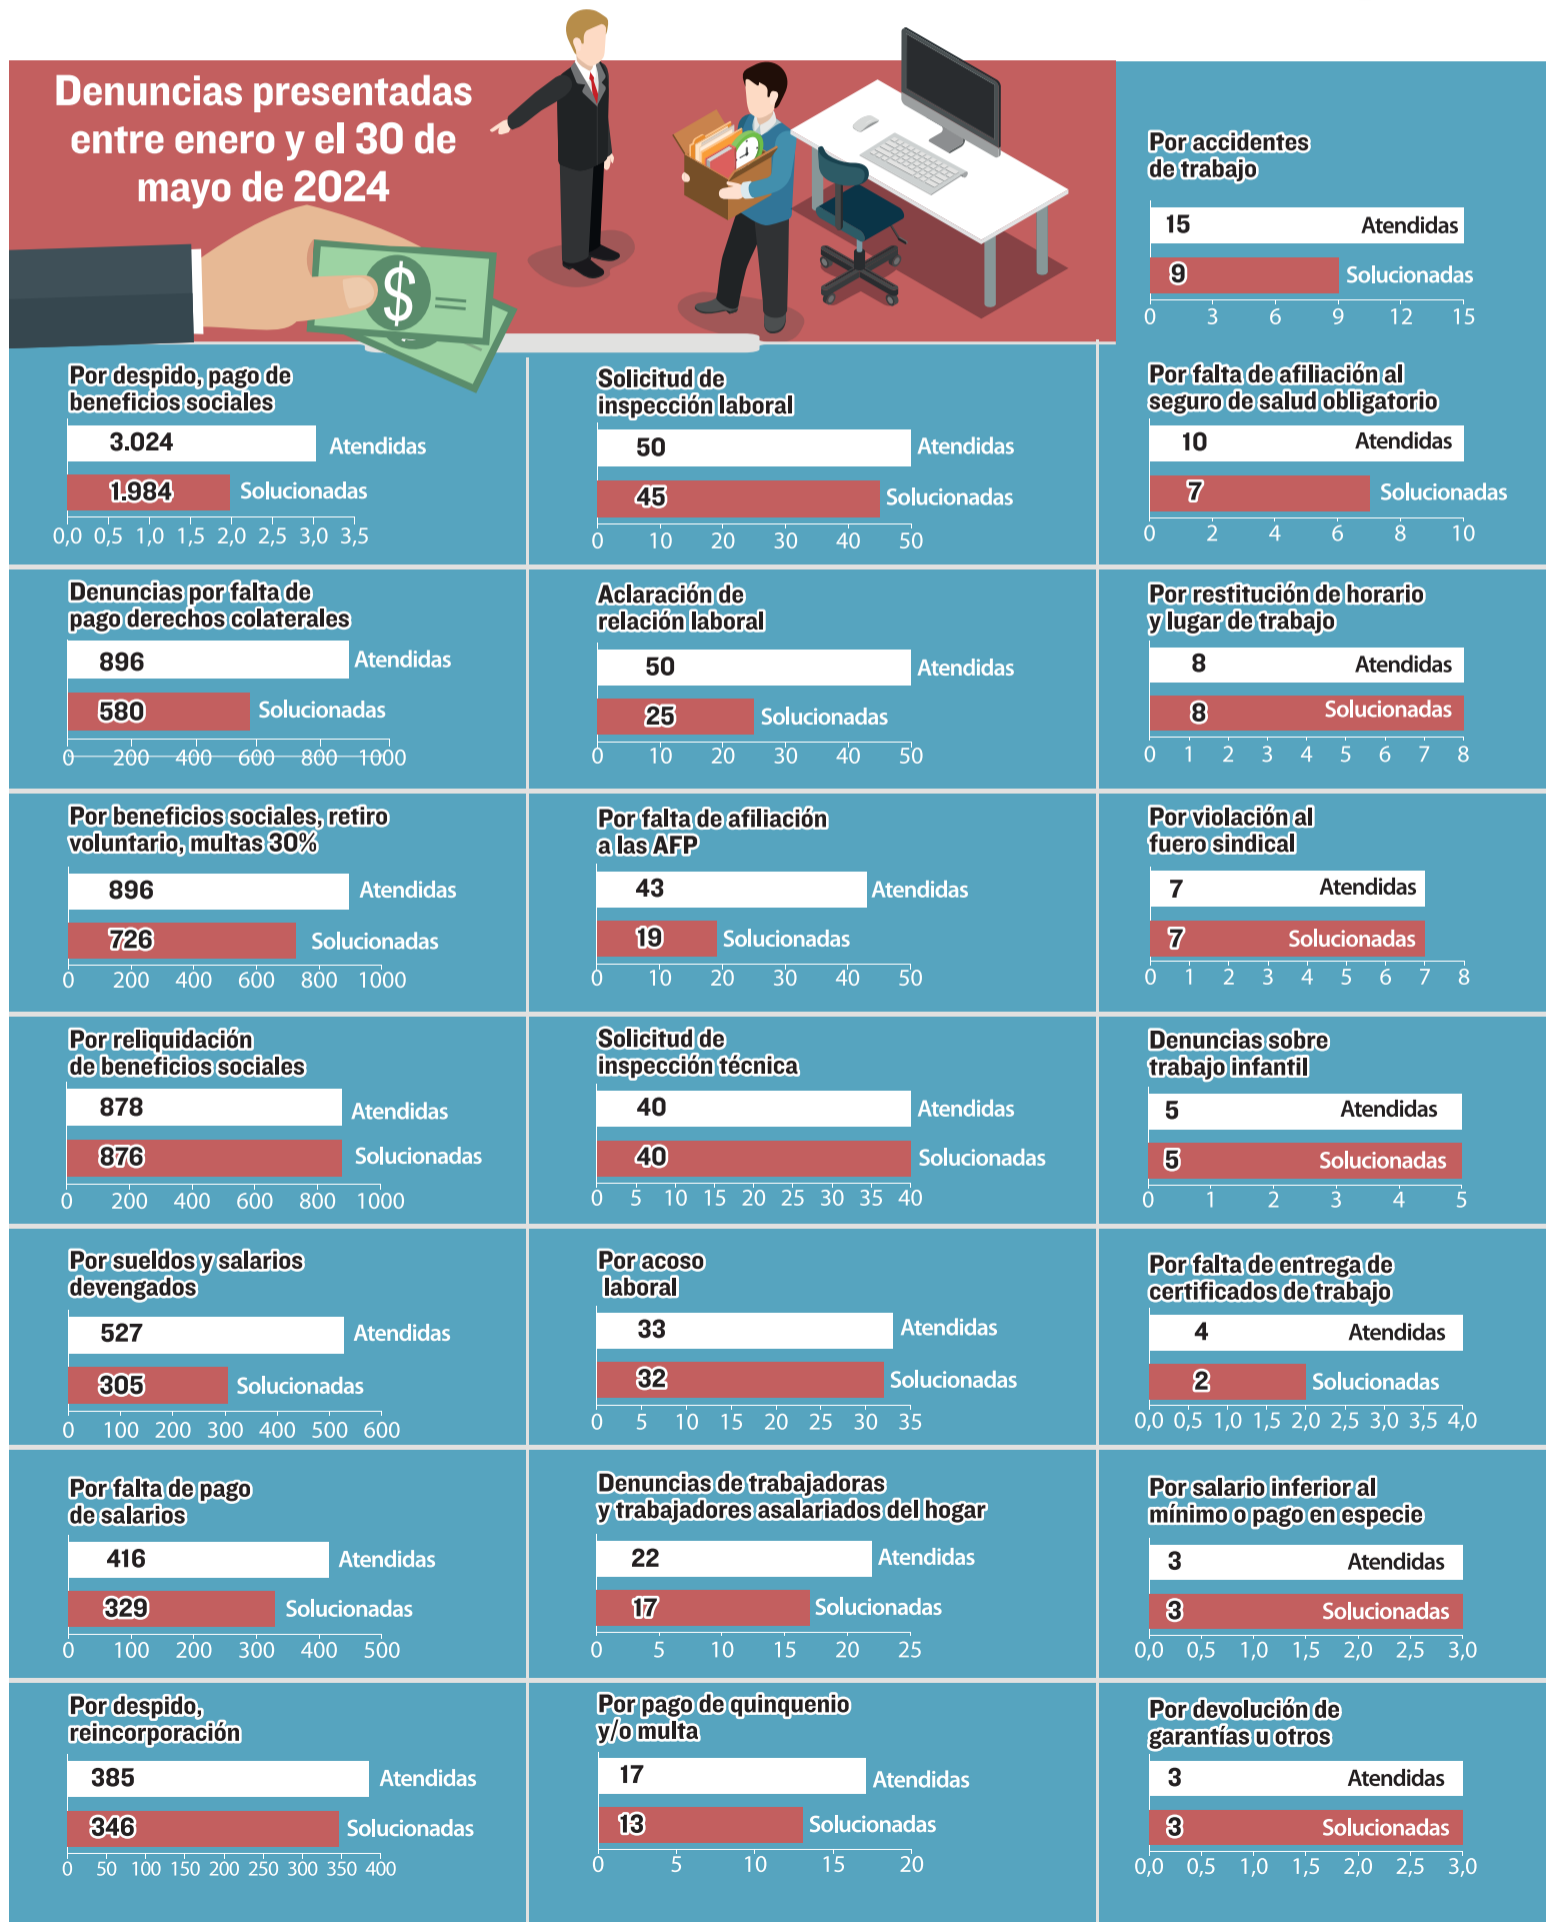 Denuncias presentadas
entre enero y el 30 de
mayo de 2024
$
Por despido, pago de
beneficios sociales
3.024 Atendidas
1.984 Solucionadas
0,0 0,5 1,0 1,5 2,0 2,5 3,0 3,5
Denuncias por falta de
pago derechos colaterales
896 Atendidas
580 Solucionadas
0 200 400 600 800 1000
Por beneficios sociales, retiro
voluntario, multas 30%
896 Atendidas
726 Solucionadas
0 200 400 600 800 1000
Por reliquidación
de beneficios sociales
878 Atendidas
876 Solucionadas
0 200 400 600 800 1000
Por sueldos y salarios
devengados
527 Atendidas
305 Solucionadas
0 100 200 300 400 500 600
Por falta de pago
de salarios
416 Atendidas
329 Solucionadas
0 100 200 300 400 500
Por despido,
reincorporación
385 Atendidas
346 Solucionadas
0 50 100 150 200 250 300 350 400
Solicitud de
inspección laboral
50 Atendidas
45 Solucionadas
0 10 20 30 40 50
Aclaración de
relación laboral
50 Atendidas
25 Solucionadas
0 10 20 30 40 50
Por falta de afiliación
a las AFP
43 Atendidas
19 Solucionadas
0 10 20 30 40 50
Solicitud de
inspección técnica
40 Atendidas
40 Solucionadas
0 5 10 15 20 25 30 35 40
Por acoso
laboral
33 Atendidas
32 Solucionadas
0 5 10 15 20 25 30 35
Denuncias de trabajadoras
y trabajadores asalariados del hogar
22 Atendidas
17 Solucionadas
0 5 10 15 20 25
Por pago de quinquenio
y/o multa
17 Atendidas
13 Solucionadas
0 5 10 15 20
Por accidentes
de trabajo
15 Atendidas
9 Solucionadas
0 3 6 9 12 15
Por falta de afiliación al
seguro de salud obligatorio
10 Atendidas
7 Solucionadas
0 2 4 6 8 10
Por restitución de horario
y lugar de trabajo
8 Atendidas
8 Solucionadas
0 1 2 3 4 5 6 7 8
Por violación al
fuero sindical
7 Atendidas
7 Solucionadas
0 1 2 3 4 5 6 7 8
Denuncias sobre
trabajo infantil
5 Atendidas
5 Solucionadas
0 1 2 3 4 5
Por falta de entrega de
certificados de trabajo
4 Atendidas
2 Solucionadas
0,0 0,5 1,0 1,5 2,0 2,5 3,0 3,5 4,0
Por salario inferior al
mínimo o pago en especie
3 Atendidas
3 Solucionadas
0,0 0,5 1,0 1,5 2,0 2,5 3,0
Por devolución de
garantías u otros
3 Atendidas
3 Solucionadas
0,0 0,5 1,0 1,5 2,0 2,5 3,0